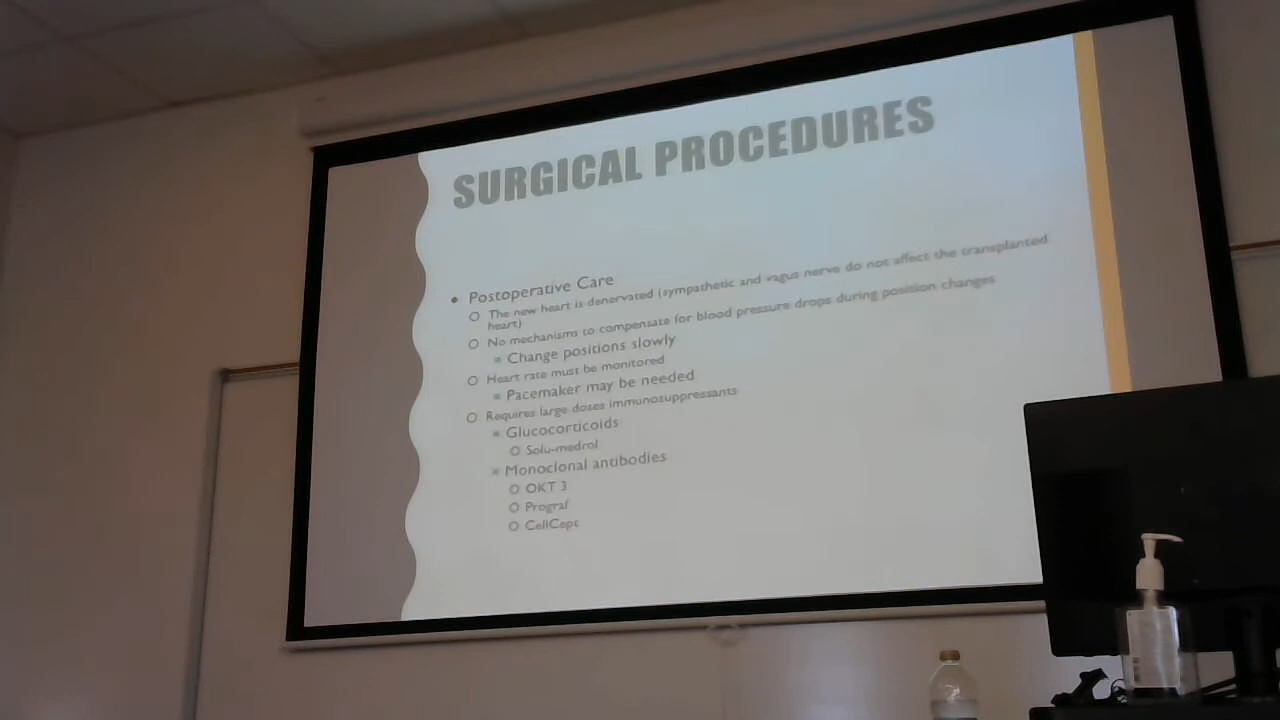 SURGICAL PROCEDURES
• Postoperative Care
The new heart is denervated (sympathetic and vagus nerve do not affect the transplanted
heart)
No mechanisms to compensate for blood pressure drops during position changes
Change positions slowly
Heart rate must be monitored
Pacemaker may be needed
Requires large doses immunosuppressants
Glucocorticoids
Solu-medrol
Monoclonal antibodies
OKT 3
Prograf
CellCept